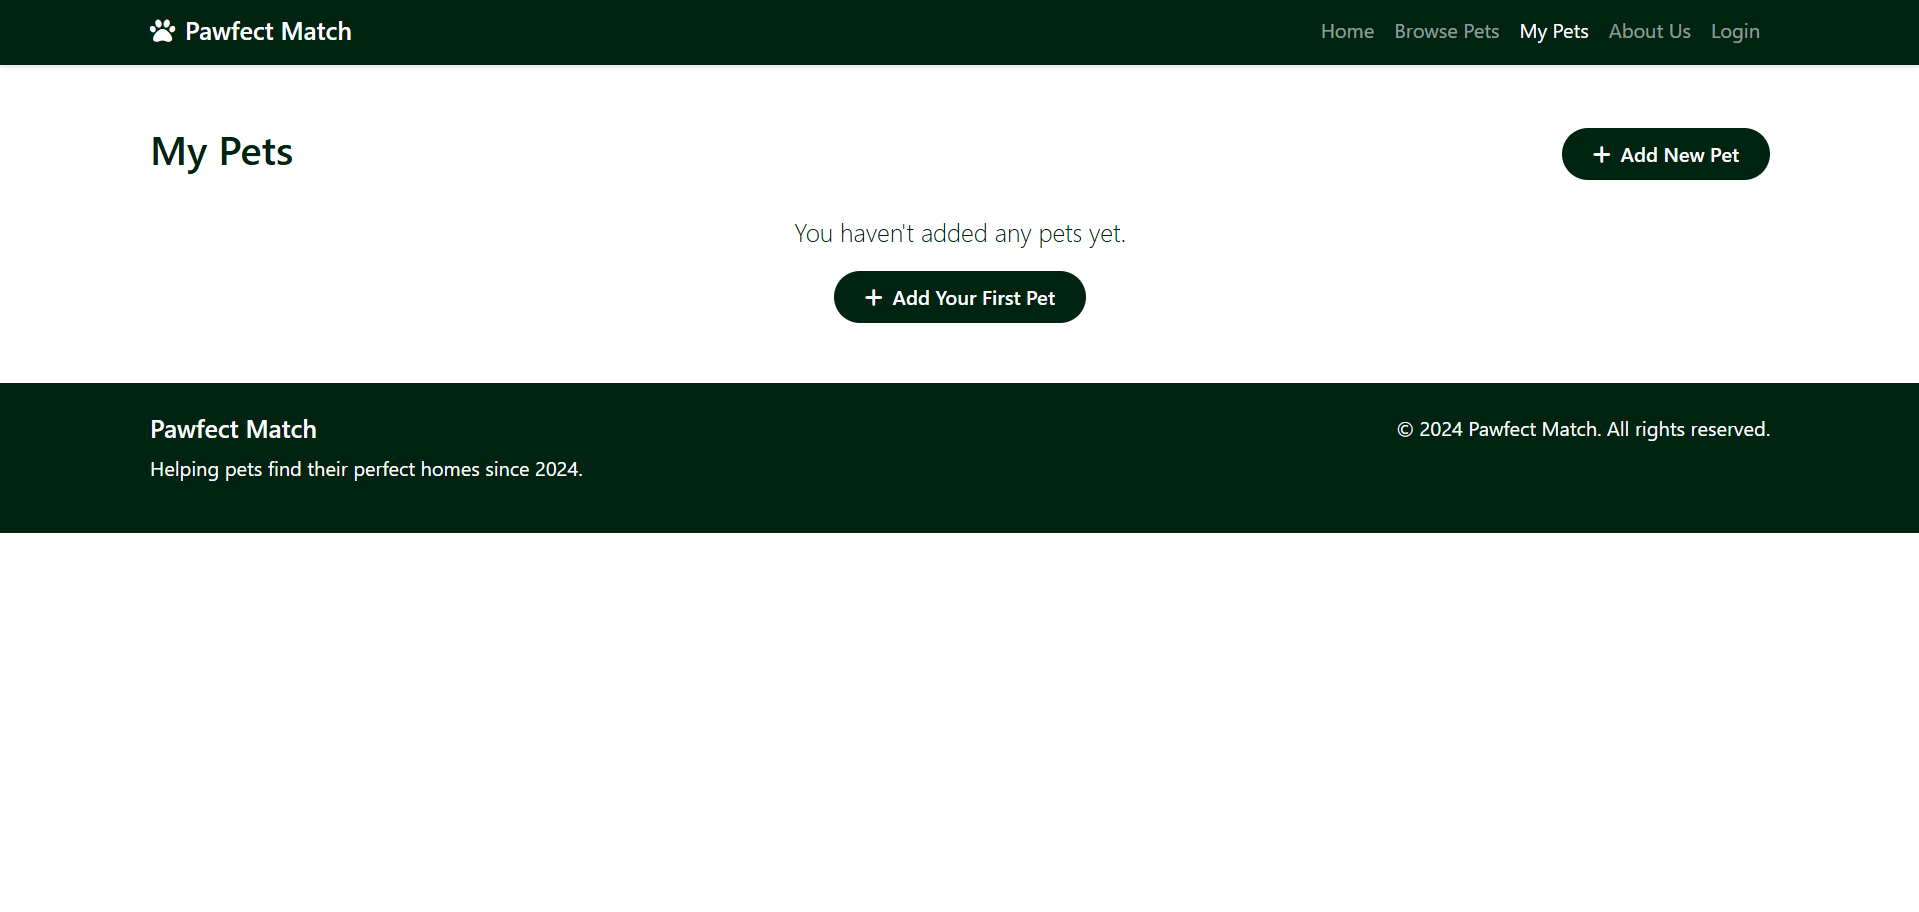 Pawfect Match
Home Browse Pets My Pets About Us Login
My Pets
Add New Pet
You haven't added any pets yet.
Add Your First Pet
Pawfect Match
© 2024 Pawfect Match. All rights reserved.
Helping pets find their perfect homes since 2024.